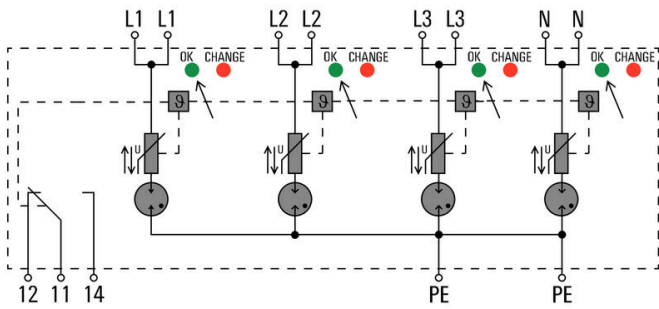 L1 L1 L2 L2 L3 L3 N N
OK CHANGE OK CHANGE OK CHANGE OK CHANGE
ϑ ϑ ϑ ϑ
U U U U
12 11 14 PE PE